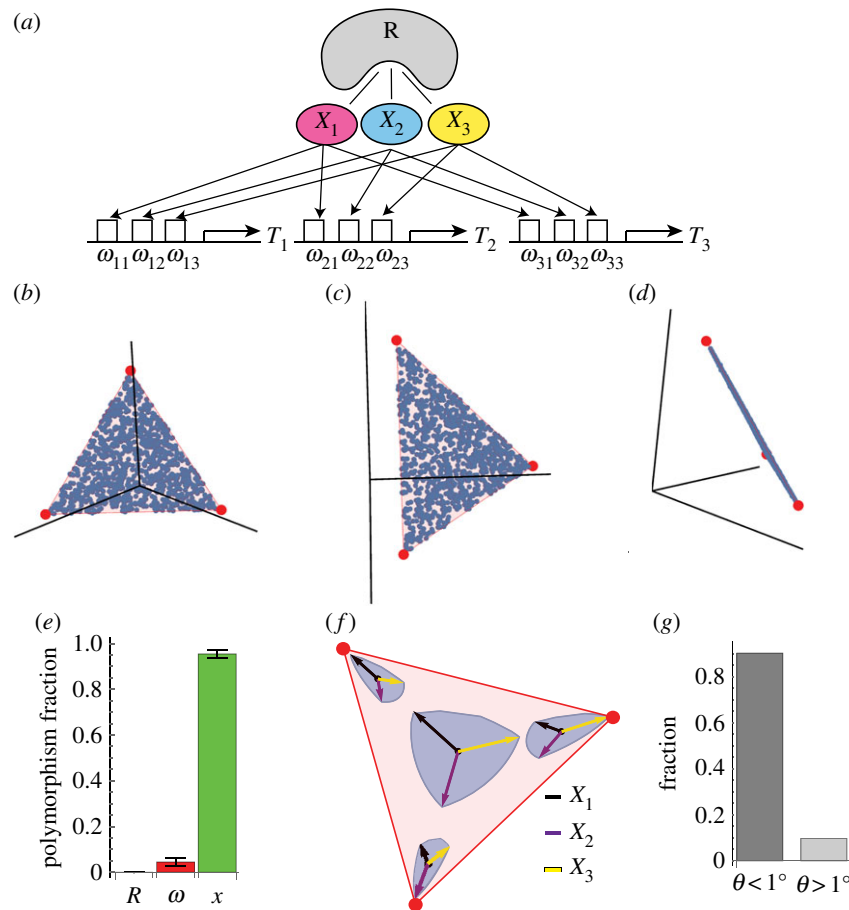 (a)
R
X1 X2 X3
T1 T2 T3
ω11 ω12 ω13 ω21 ω22 ω23 ω31 ω32 ω33
(b) (c) (d)
(e) (f) (g)
polymorphism fraction
1.0
0.8
0.6
0.4
0.2
0
R ω x
X1
X2
X3
fraction
0.8
0.6
0.4
0.2
0
θ < 1° θ > 1°